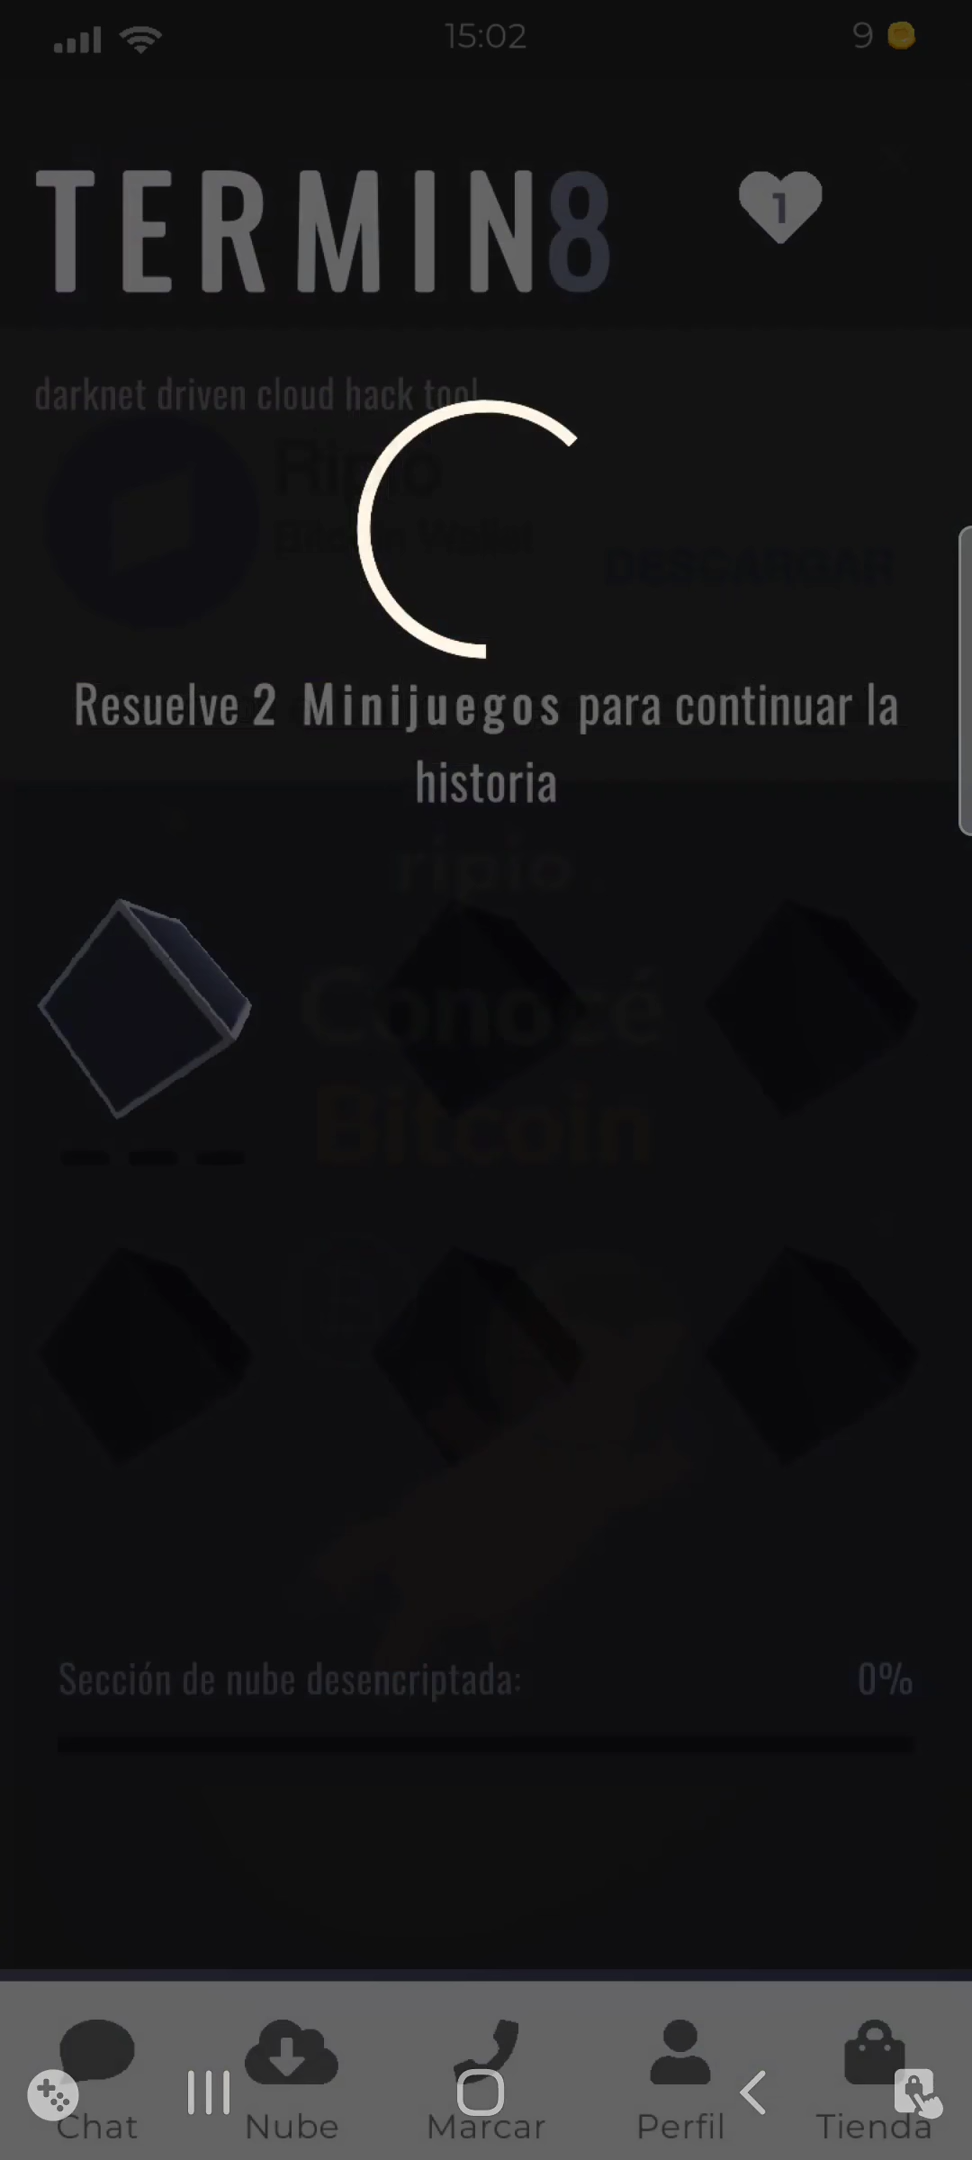 15:02
9
TERMIN8
1
darknet driven cloud hack tool
Ripio
Bitcoin Wallet
DESCARGAR
Resuelve 2 Minijuegos para continuar la
historia
ripio
Conocé
Bitcoin
Sección de nube desencriptada: 0%
Chat Nube Marcar Perfil Tienda